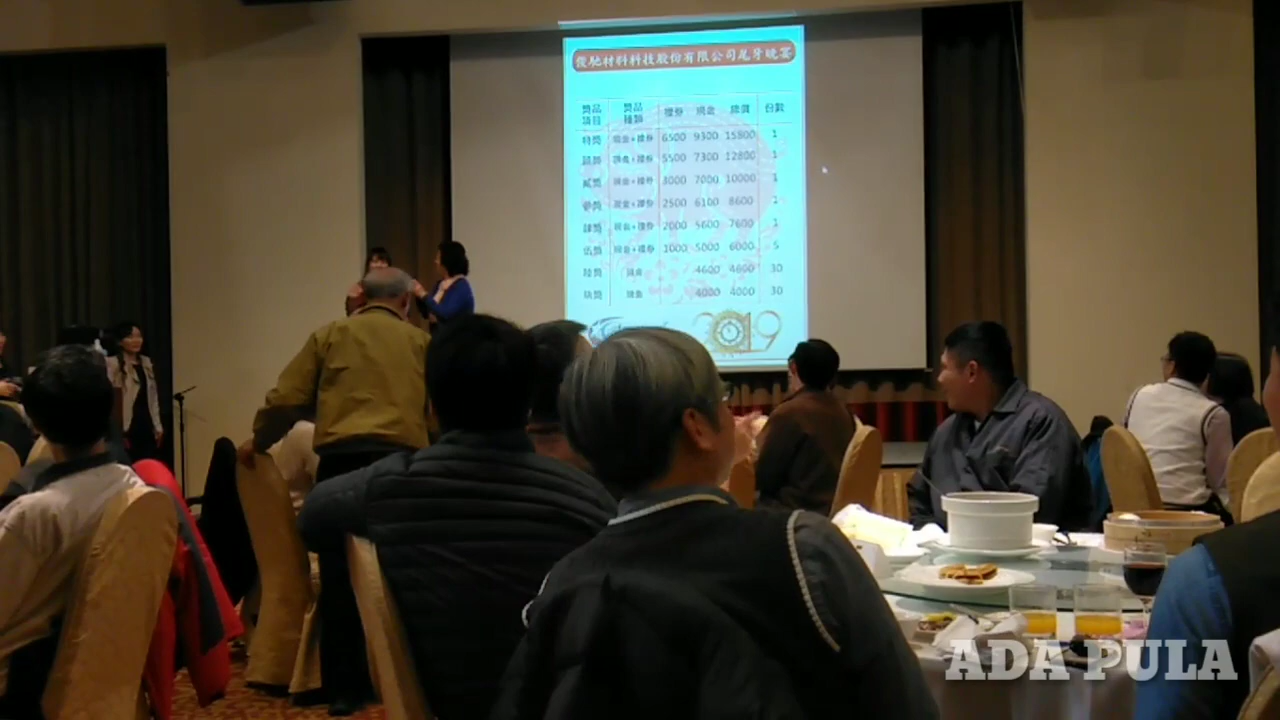 俊馳材料科技股份有限公司尾牙晚宴
獎品項目 獎品種類 禮券 現金 總價 份數
特獎 現金+禮券 6500 9300 15800 1
現金+禮券 5500 7300 12800 1
貳獎 現金+禮券 3000 7000 10000 1
參獎 現金+禮券 2500 6100 8600 1
肆獎 現金+禮券 2000 5600 7600 1
伍獎 現金+禮券 1000 5000 6000 5
陸獎 現金 4600 4600 30
柒獎 現金 4000 4000 30
2019
ADA PULA